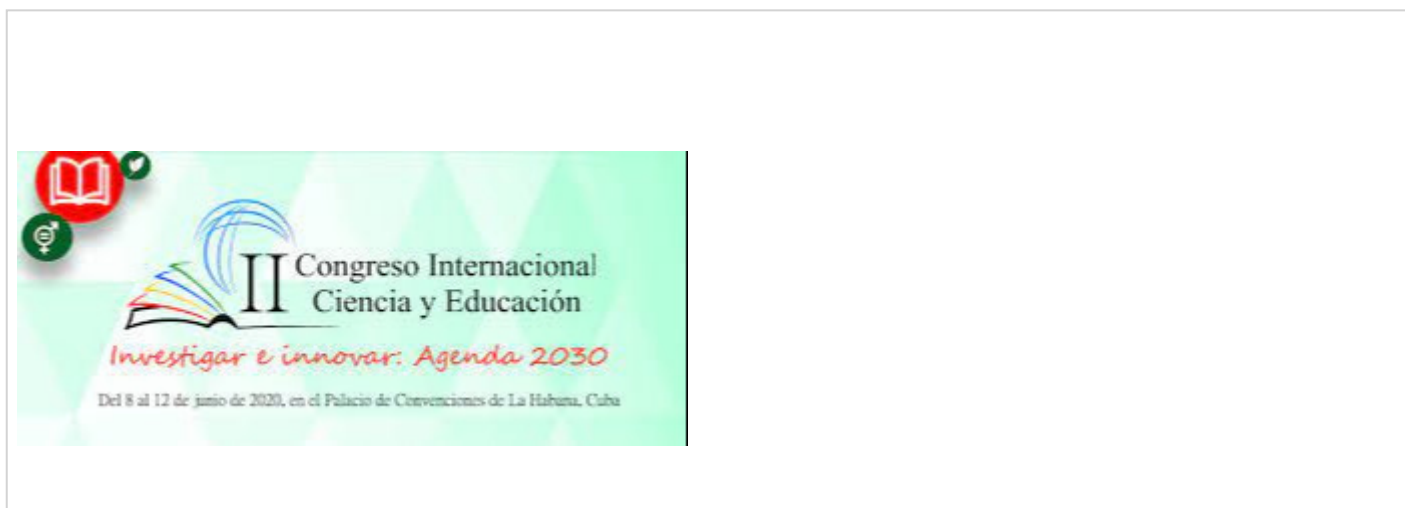 II Congreso Internacional
Ciencia y Educación
Investigar e innovar: Agenda 2030
Del 8 al 12 de junio de 2020, en el Palacio de Convenciones de La Habana, Cuba